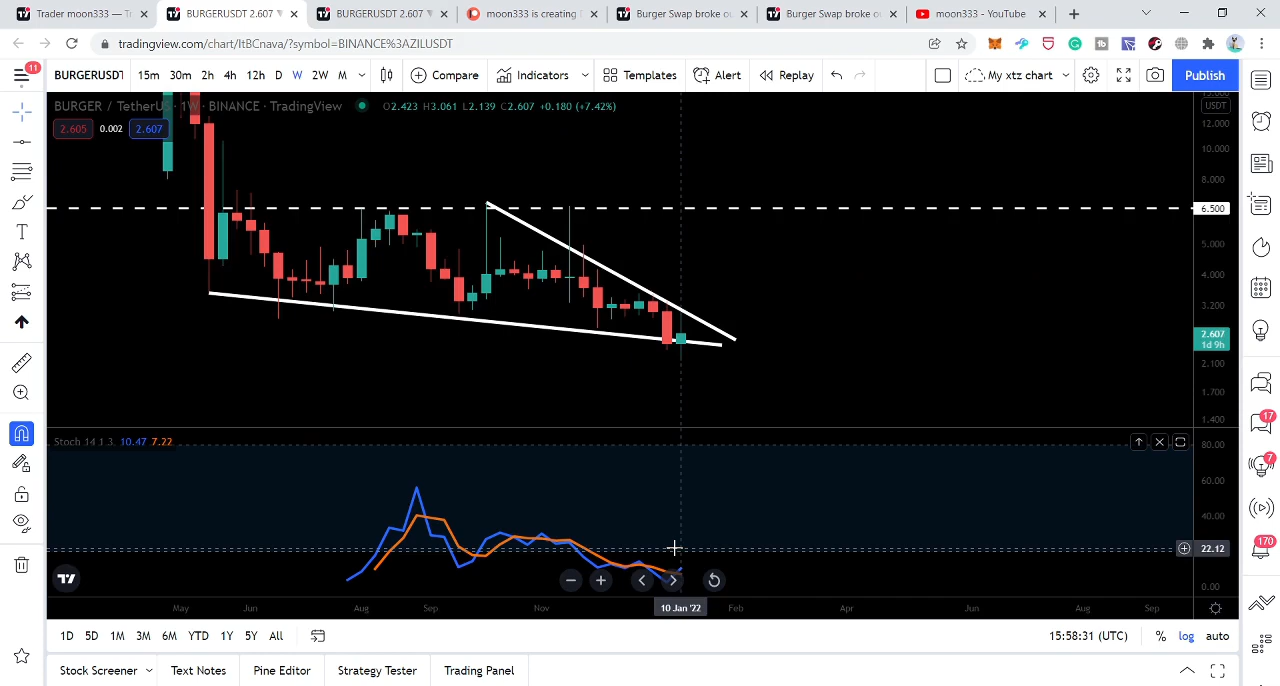 Trader moon333 — T
BURGERUSDT 2.607
BURGERUSDT 2.607
moon333 is creating
Burger Swap broke ou
Burger Swap broke ou
moon333 - YouTube
tradingview.com/chart/ItBCnava/?symbol=BINANCE%3AZILUSDT
11
BURGERUSDT
15m 30m 2h 4h 12h D W 2W M
Compare
Indicators
Templates
Alert
Replay
My xtz chart
Publish
BURGER / TetherUS · 1W · BINANCE · TradingView
O2.423 H3.061 L2.139 C2.607 +0.180 (+7.42%)
USDT
2.605 0.002 2.607
12.000
10.000
8.000
6.500
5.000
4.000
3.200
2.607
1d 9h
2.100
1.700
1.400
17
7
170
Stoch 14 1 3 10.47 7.22
80.00
60.00
40.00
22.12
0.00
May Jun Aug Sep Nov 10 Jan '22 Feb Apr Jun Aug Sep
1D 5D 1M 3M 6M YTD 1Y 5Y All
15:58:31 (UTC) % log auto
Stock Screener Text Notes Pine Editor Strategy Tester Trading Panel